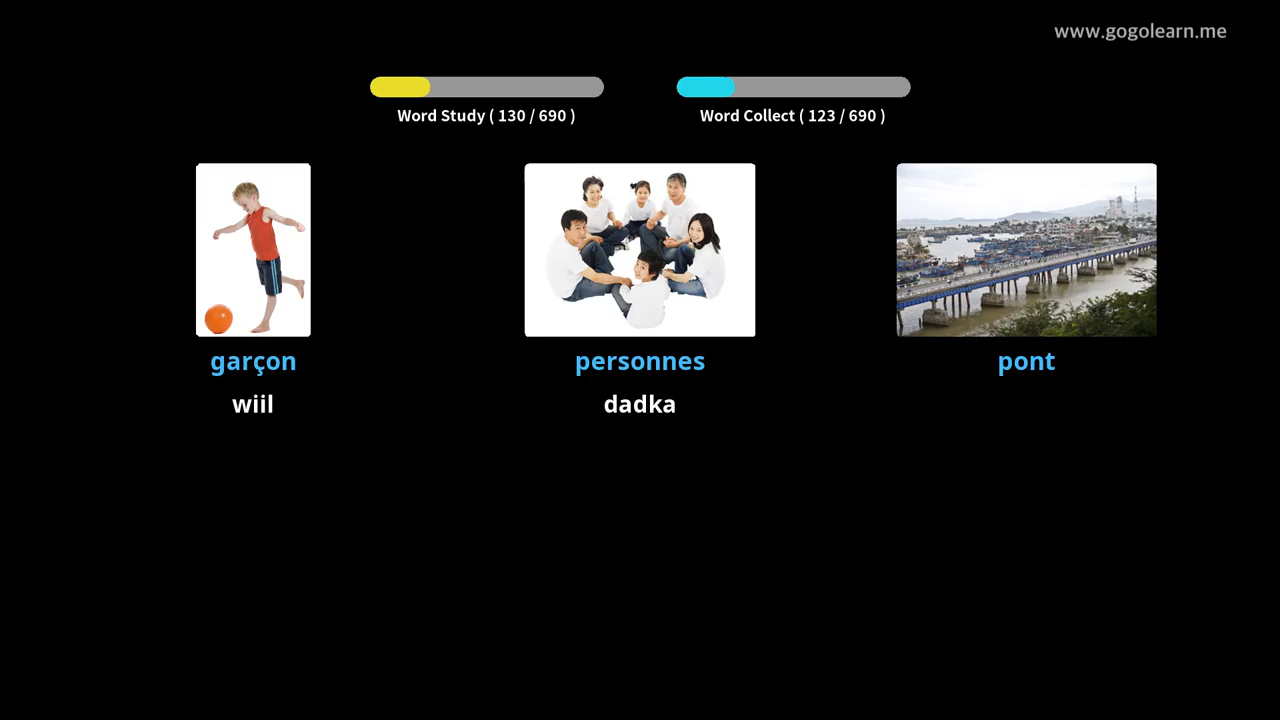 www.gogolearn.me
Word Study ( 130 / 690 )
Word Collect ( 123 / 690 )
garçon
personnes
pont
wiil
dadka